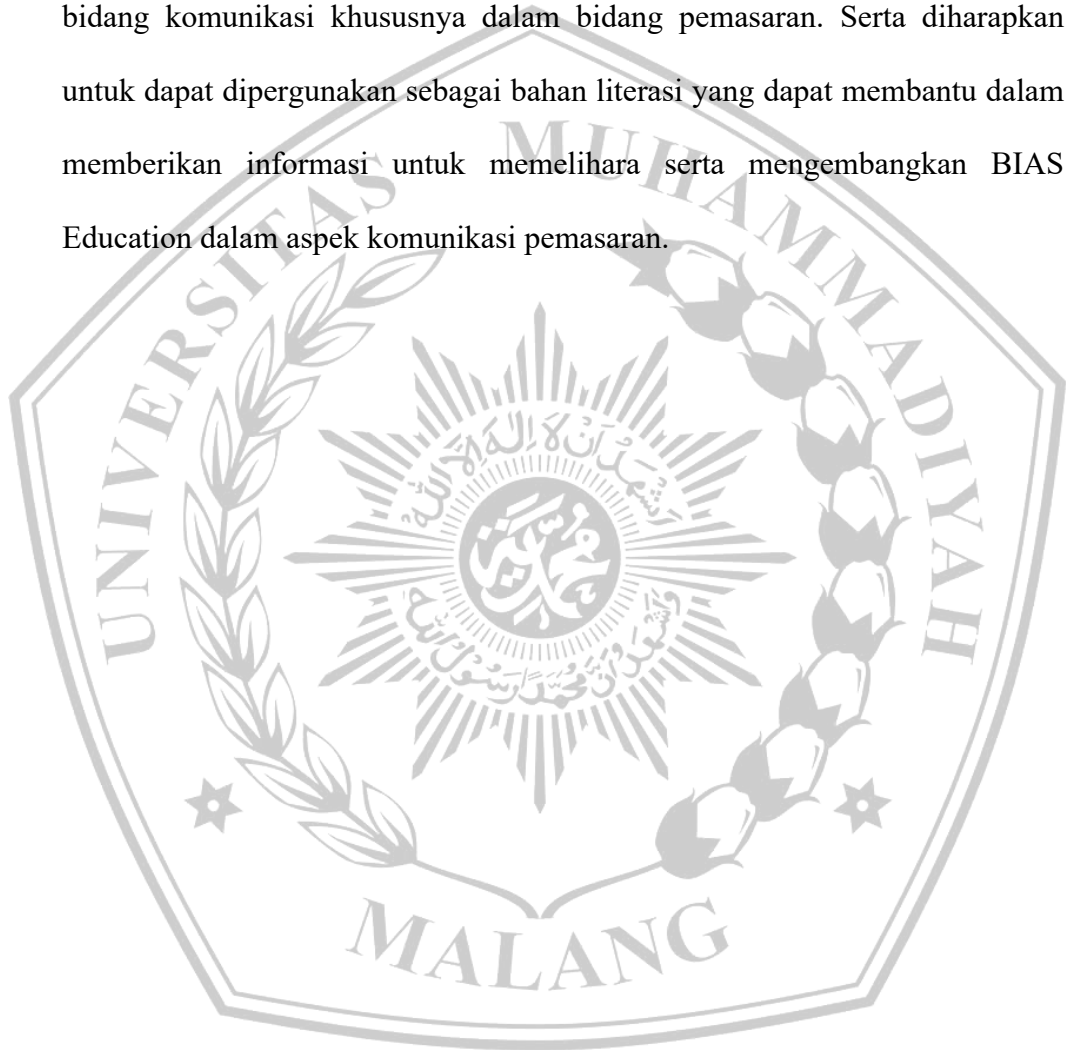 bidang komunikasi khususnya dalam bidang pemasaran. Serta diharapkan
untuk dapat dipergunakan sebagai bahan literasi yang dapat membantu dalam
memberikan informasi untuk memelihara serta mengembangkan BIAS
Education dalam aspek komunikasi pemasaran.
UNIVERSITAS MUHAMMADIYAH
MALANG